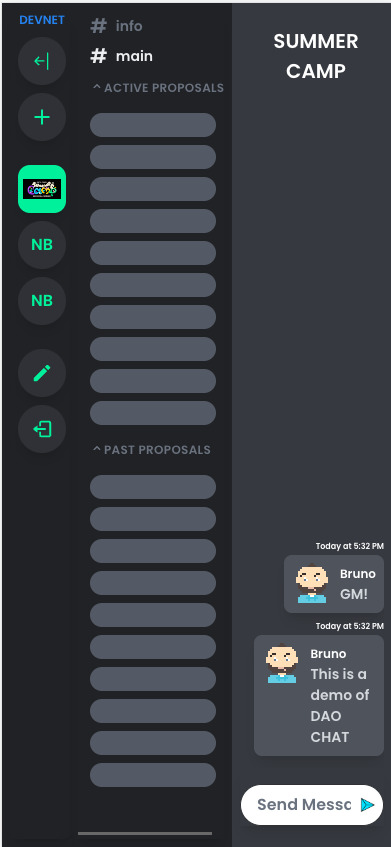 DEVNET
# info
# main
^ ACTIVE PROPOSALS
NB
NB
^ PAST PROPOSALS
SUMMER
CAMP
Today at 5:32 PM
Bruno
GM!
Today at 5:32 PM
Bruno
This is a
demo of
DAO
CHAT
Send Messa